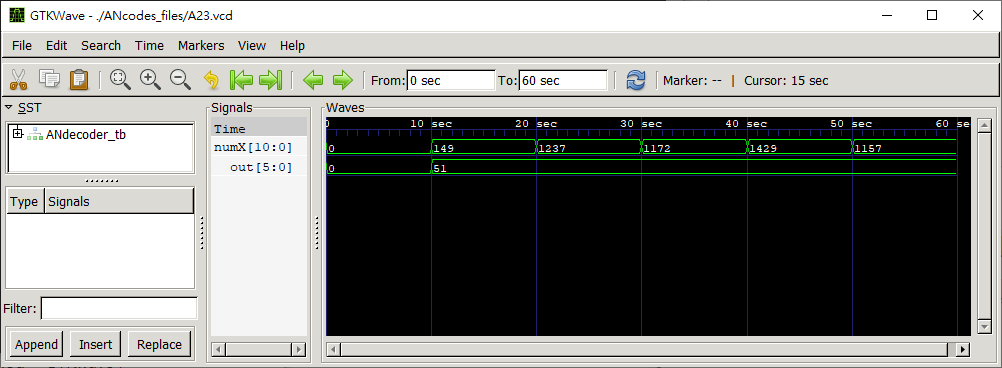 GTKWave - ./ANcodes_files/A23.vcd
File Edit Search Time Markers View Help
From: 0 sec To: 60 sec Marker: -- | Cursor: 15 sec
SST
ANdecoder_tb
Type Signals
Filter:
Append Insert Replace
Signals
Time
numX[10:0]
out[5:0]
Waves
0 10 sec 20 sec 30 sec 40 sec 50 sec 60 se
0 149 1237 1172 1429 1157
0 51